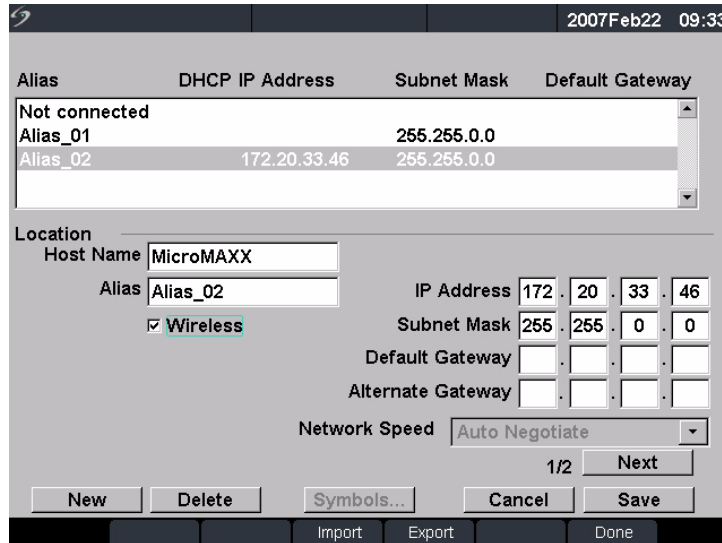 2007Feb22 09:33
Alias DHCP IP Address Subnet Mask Default Gateway
Not connected
Alias_01 255.255.0.0
Alias_02 172.20.33.46 255.255.0.0
Location
Host Name MicroMAXX
Alias Alias_02
Wireless
IP Address 172 . 20 . 33 . 46
Subnet Mask 255 . 255 . 0 . 0
Default Gateway . . .
Alternate Gateway . . .
Network Speed Auto Negotiate
1/2 Next
New Delete Symbols... Cancel Save
Import Export Done